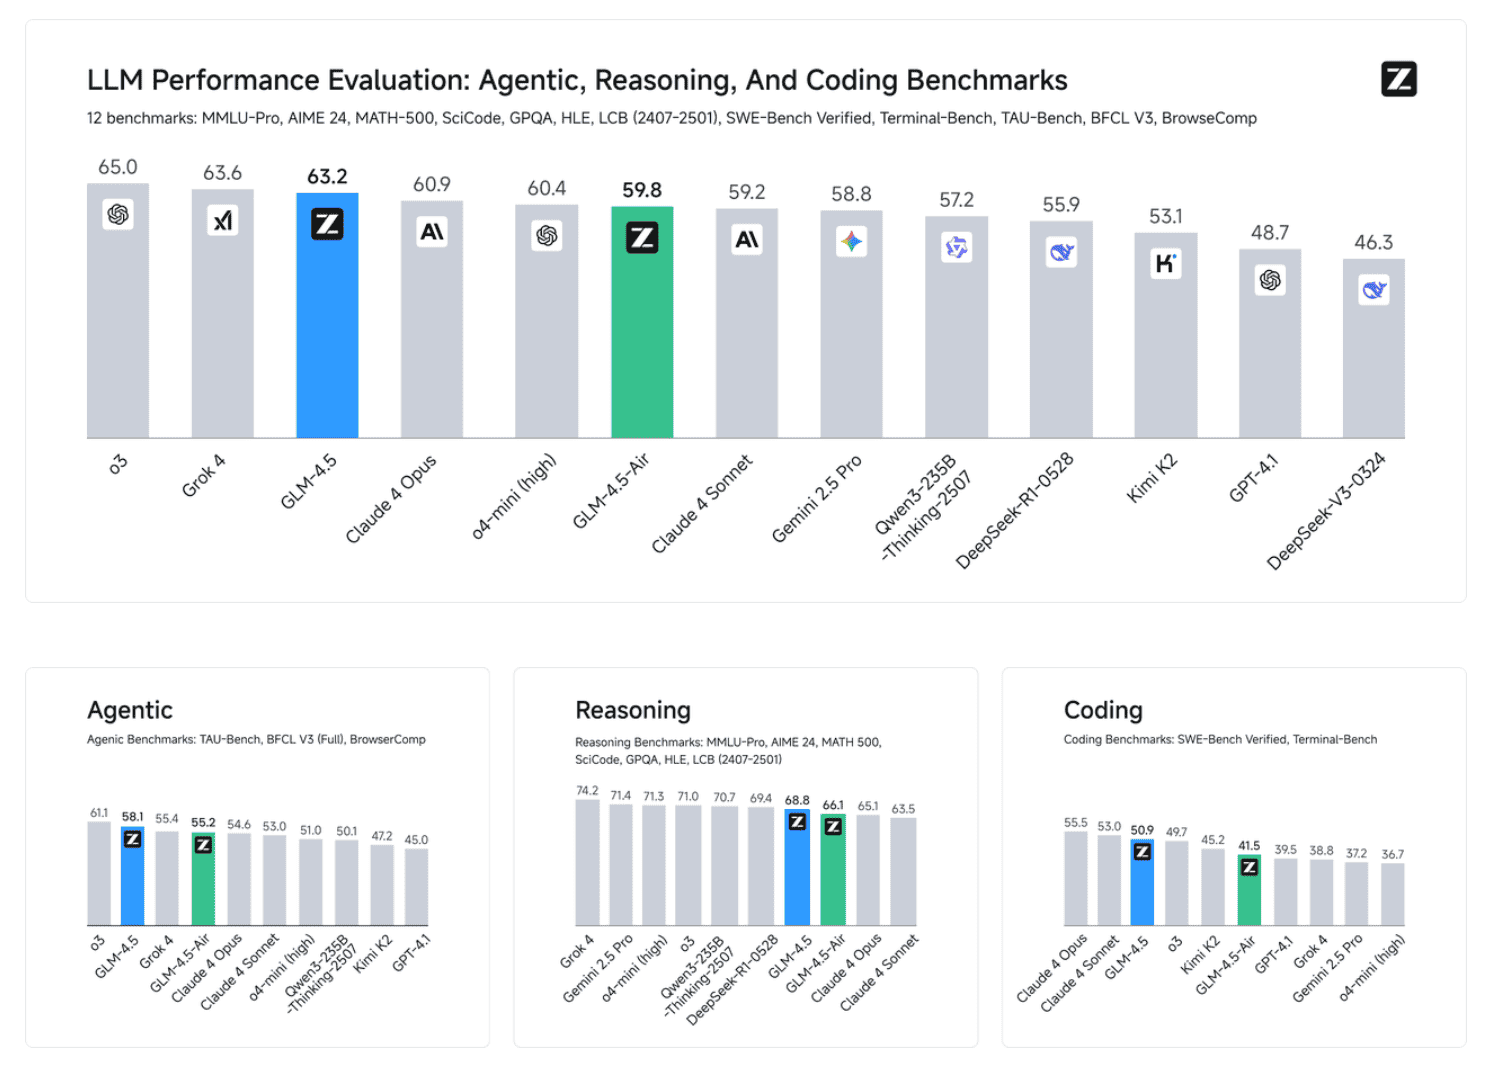 LLM Performance Evaluation: Agentic, Reasoning, And Coding Benchmarks
Z
12 benchmarks: MMLU-Pro, AIME 24, MATH-500, SciCode, GPQA, HLE, LCB (2407-2501), SWE-Bench Verified, Terminal-Bench, TAU-Bench, BFCL V3, BrowseComp
65.0
63.6
63.2
60.9
60.4
59.8
59.2
58.8
57.2
55.9
53.1
48.7
46.3
o3
Grok 4
GLM-4.5
Claude 4 Opus
o4-mini (high)
GLM-4.5-Air
Claude 4 Sonnet
Gemini 2.5 Pro
Qwen3-235B
-Thinking-2507
DeepSeek-R1-0528
Kimi K2
GPT-4.1
DeepSeek-V3-0324
Agentic
Agenic Benchmarks: TAU-Bench, BFCL V3 (Full), BrowserComp
61.1
58.1
55.4
55.2
54.6
53.0
51.0
50.1
47.2
45.0
o3
GLM-4.5
Grok 4
GLM-4.5-Air
Claude 4 Opus
Claude 4 Sonnet
o4-mini (high)
Qwen3-235B
-Thinking-2507
Kimi K2
GPT-4.1
Reasoning
Reasoning Benchmarks: MMLU-Pro, AIME 24, MATH 500,
SciCode, GPQA, HLE, LCB (2407-2501)
74.2
71.4
71.3
71.0
70.7
69.4
68.8
66.1
65.1
63.5
Grok 4
Gemini 2.5 Pro
o4-mini (high)
o3
Qwen3-235B
-Thinking-2507
DeepSeek-R1-0528
GLM-4.5
GLM-4.5-Air
Claude 4 Opus
Claude 4 Sonnet
Coding
Coding Benchmarks: SWE-Bench Verified, Terminal-Bench
55.5
53.0
50.9
49.7
45.2
41.5
39.5
38.8
37.2
36.7
Claude 4 Opus
Claude 4 Sonnet
GLM-4.5
o3
Kimi K2
GLM-4.5-Air
GPT-4.1
Grok 4
Gemini 2.5 Pro
o4-mini (high)